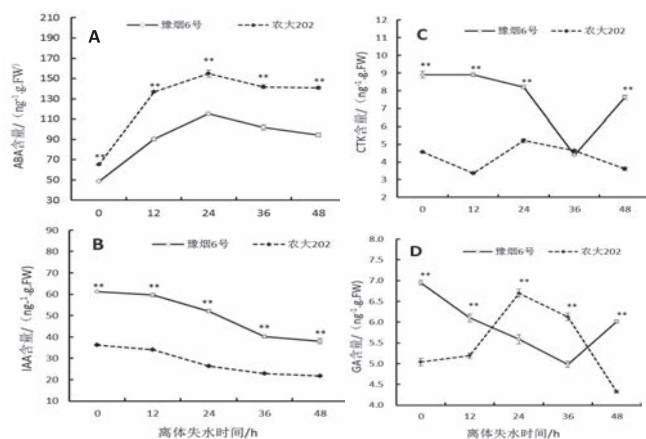 A
豫烟6号 农大202
ABA含量/（ng⁻¹·g.FW）
210
190
170
150
130
110
90
70
50
30
** ** ** ** **
0 12 24 36 48
B
豫烟6号 农大202
IAA含量/（ng⁻¹·g.FW）
100
80
60
40
20
0
** ** ** ** **
0 12 24 36 48
离体失水时间/h
C
豫烟6号 农大202
CTK含量/（ng⁻¹·g.FW）
12
11
10
9
8
7
6
5
4
3
2
** ** ** **
0 12 24 36 48
D
豫烟6号 农大202
GA含量/（ng⁻¹·g.FW）
8.0
7.5
7.0
6.5
6.0
5.5
5.0
4.5
4.0
** ** ** ** **
0 12 24 36 48
离体失水时间/h